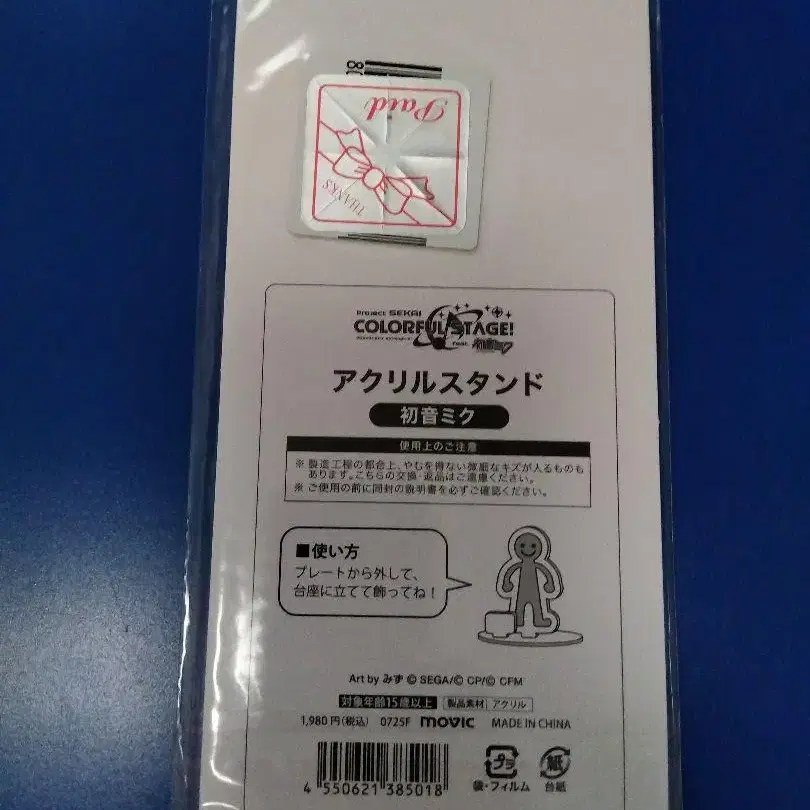 08
Paid
THANKS
Project SEKAI
COLORFUL STAGE!
feat. 初音ミク
アクリルスタンド
初音ミク
使用上のご注意
※ 製造工程の都合上、やむを得ない微細なキズが入るものも
あります。こちらの交換・返品はご遠慮ください。
※ ご使用の前に同封の説明書を必ずご確認ください。
■使い方
プレートから外して、
台座に立てて飾ってね！
Art by みず © SEGA/© CP/© CFM
対象年齢15歳以上 製品素材 アクリル
1,980円(税込) 0725F movic MADE IN CHINA
4 550621 385018
プラ 紙
袋・フィルム 台紙